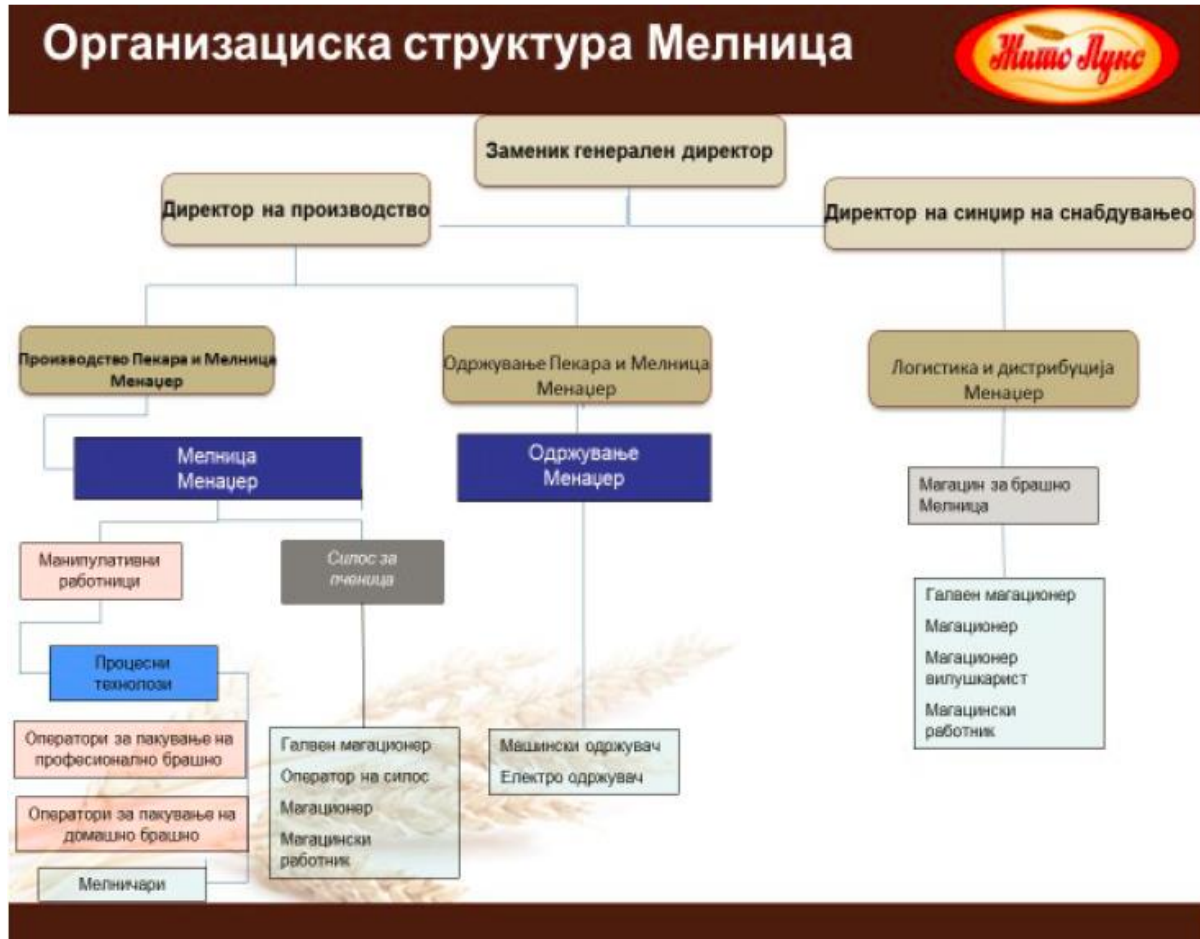 Организациска структура Мелница
Жито Лукс
Заменик генерален директор
Директор на производство
Директор на синџир на снабдувањео
Производство Пекара и Мелница
Менаџер
Одржување Пекара и Мелница
Менаџер
Логистика и дистрибуција
Менаџер
Мелница
Менаџер
Одржување
Менаџер
Магацин за брашно
Мелница
Манипулативни
работници
Силос за
пченица
Процесни
технолози
Оператори за пакување на
професионално брашно
Оператори за пакување на
домашно брашно
Мелничари
Галвен магационер
Оператор на силос
Магационер
Магацински
работник
Машински одржувач
Електро одржувач
Галвен магационер
Магационер
Магационер
вилушкарист
Магацински
работник